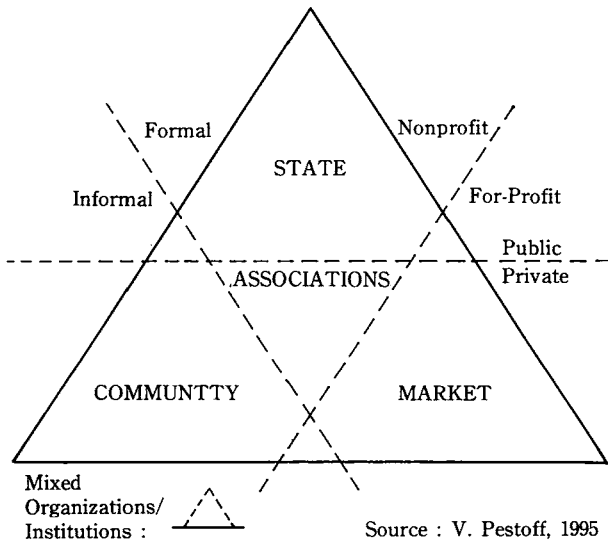 Formal
Nonprofit
STATE
Informal
For-Profit
Public
ASSOCIATIONS
Private
COMMUNTTY
MARKET
Mixed
Organizations/
Institutions :
Source : V. Pestoff, 1995